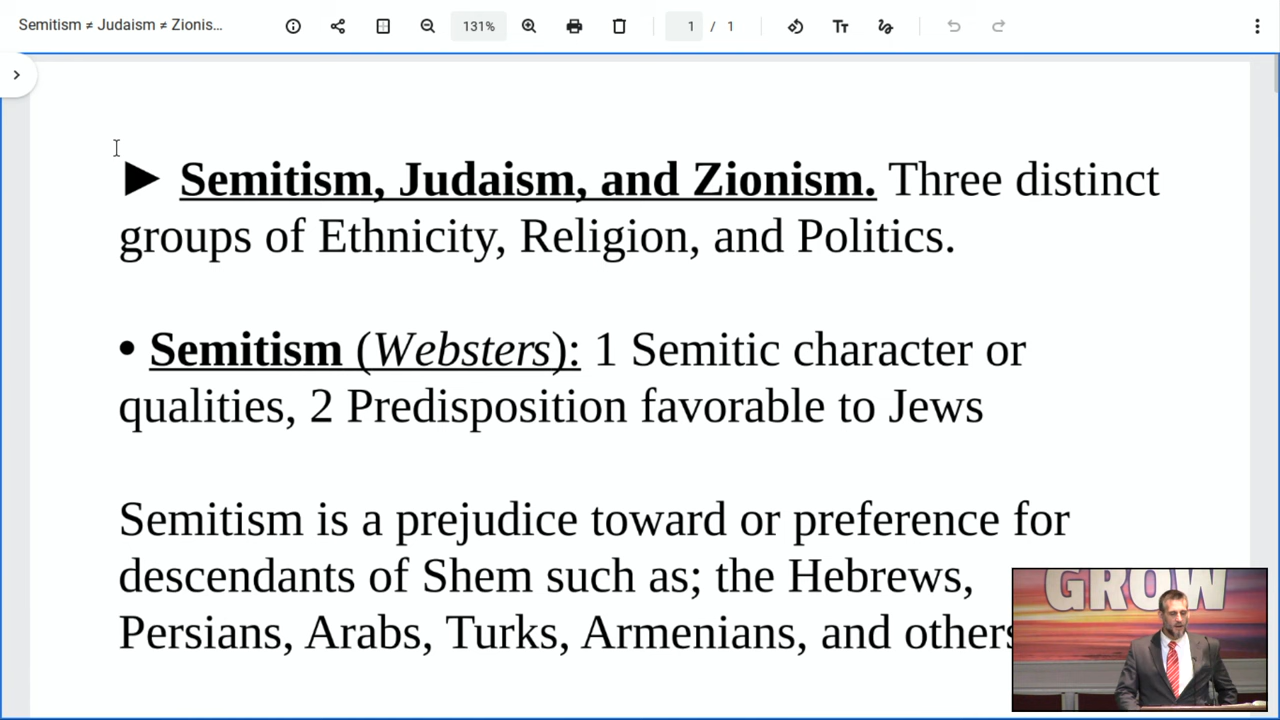 Semitism ≠ Judaism ≠ Zionis...
131%
1 / 1
► Semitism, Judaism, and Zionism. Three distinct
groups of Ethnicity, Religion, and Politics.
• Semitism (Websters): 1 Semitic character or
qualities, 2 Predisposition favorable to Jews
Semitism is a prejudice toward or preference for
descendants of Shem such as; the Hebrews,
Persians, Arabs, Turks, Armenians, and others
GROW